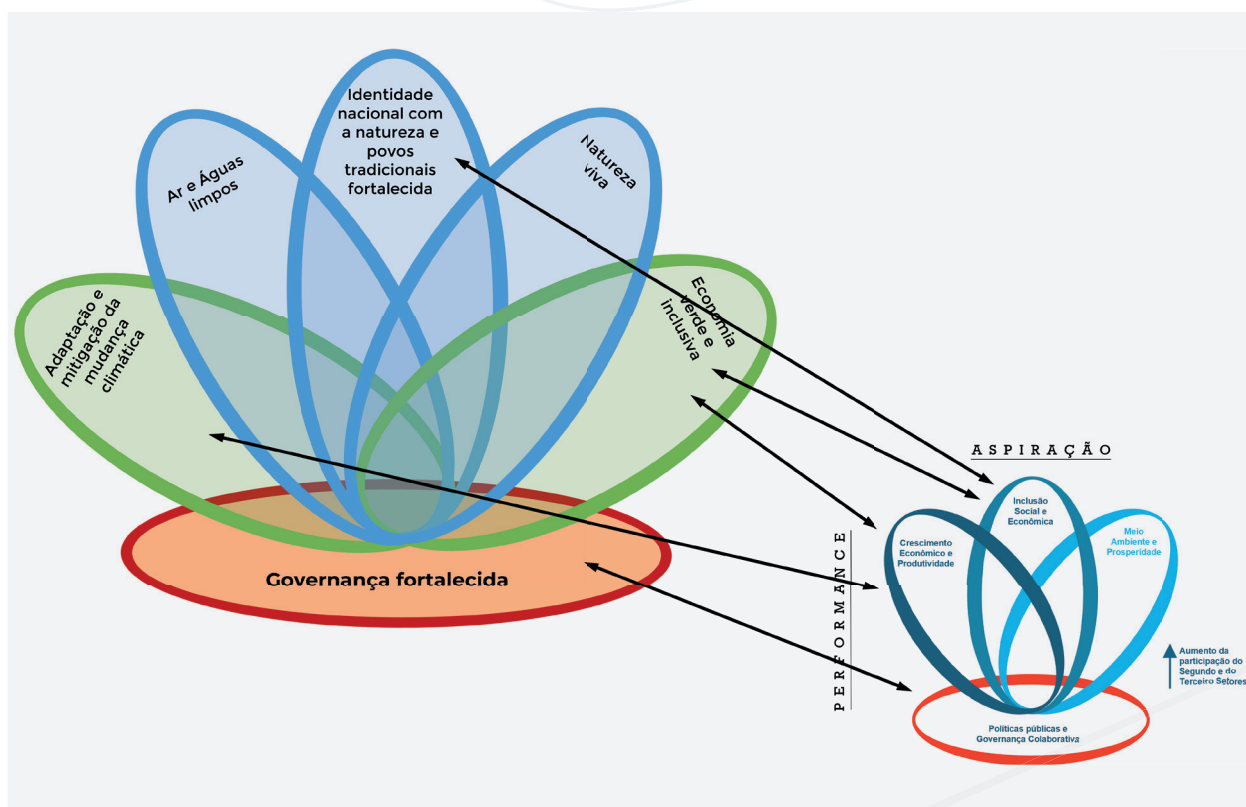 Identidade
nacional com
a natureza e
povos
tradicionais
fortalecida
Ar e Águas
limpos
Natureza
viva
Adaptação e
mitigação da
mudança
climática
Economia
verde e
inclusiva
Governança fortalecida
ASPIRAÇÃO
PERFORMANCE
Inclusão
Social e
Econômica
Crescimento
Econômico e
Produtividade
Meio
Ambiente e
Prosperidade
Aumento da
participação do
Segundo e do
Terceiro Setores
Políticas públicas e
Governança Colaborativa